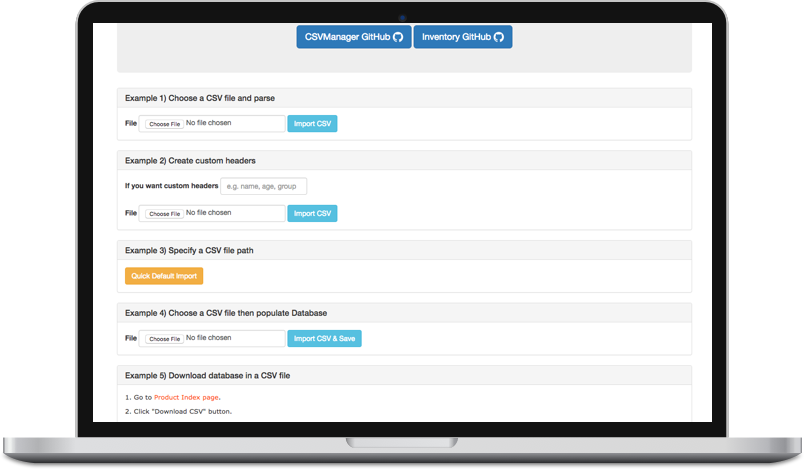 CSVManager GitHub Inventory GitHub
Example 1) Choose a CSV file and parse
File Choose File No file chosen Import CSV
Example 2) Create custom headers
If you want custom headers e.g. name, age, group
File Choose File No file chosen Import CSV
Example 3) Specify a CSV file path
Quick Default Import
Example 4) Choose a CSV file then populate Database
File Choose File No file chosen Import CSV & Save
Example 5) Download database in a CSV file
1. Go to Product Index page.
2. Click "Download CSV" button.